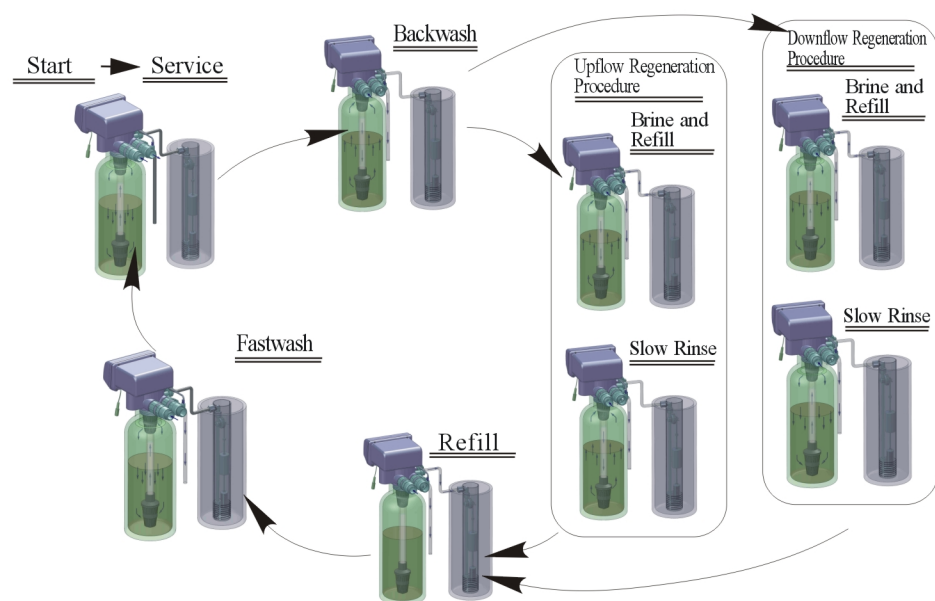 Start
Service
Backwash
Upflow Regeneration
Procedure
Brine and
Refill
Slow Rinse
Downflow Regeneration
Procedure
Brine and
Refill
Slow Rinse
Refill
Fastwash